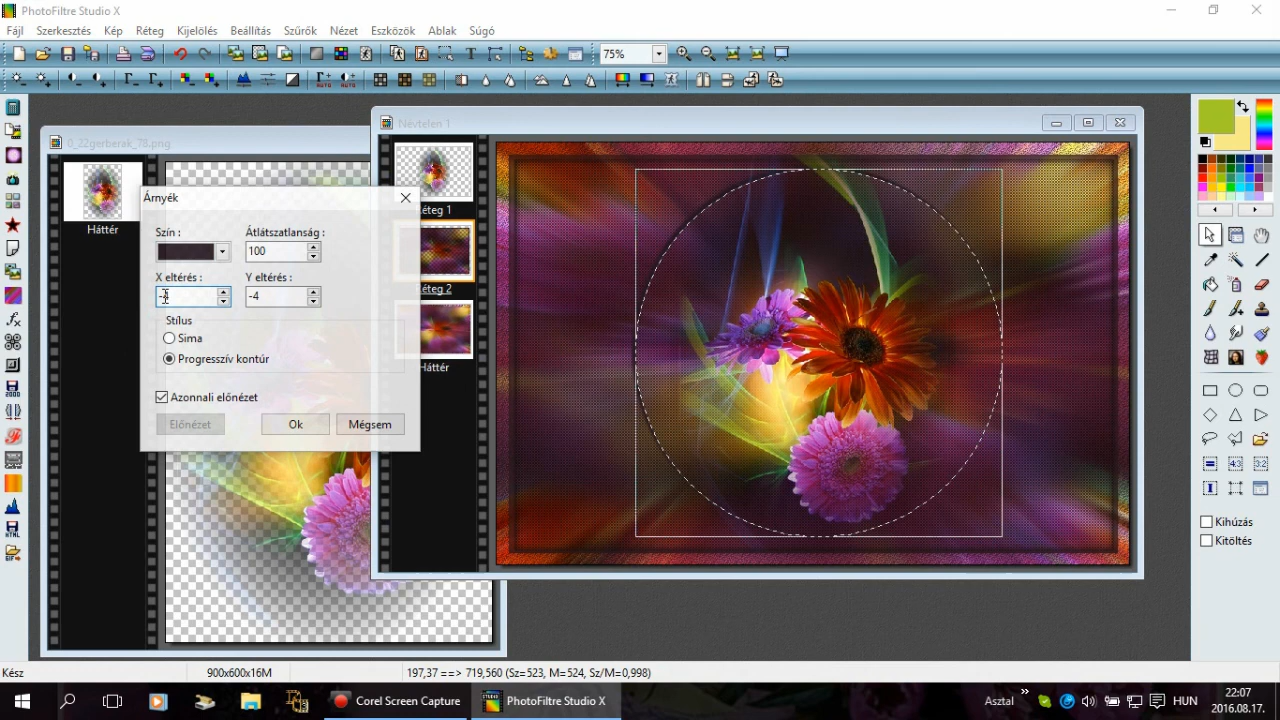 PhotoFiltre Studio X
Fájl Szerkesztés Kép Réteg Kijelölés Beállítás Szűrők Nézet Eszközök Ablak Súgó
75%
AUTO AUTO
0_22gerberak_78.png
Névtelen 1
Háttér
Réteg 1
Réteg 2
Háttér
Árnyék
Szín :
Átlátszatlanság :
100
X eltérés :
Y eltérés :
-4
Stílus
Sima
Progresszív kontúr
Azonnali előnézet
Előnézet
Ok
Mégsem
Kihúzás
Kitöltés
Kész
900x600x16M
197,37 ==> 719,560 (Sz=523, M=524, Sz/M=0,998)
Corel Screen Capture
PhotoFiltre Studio X
Asztal
HUN
22:07
2016.08.17.